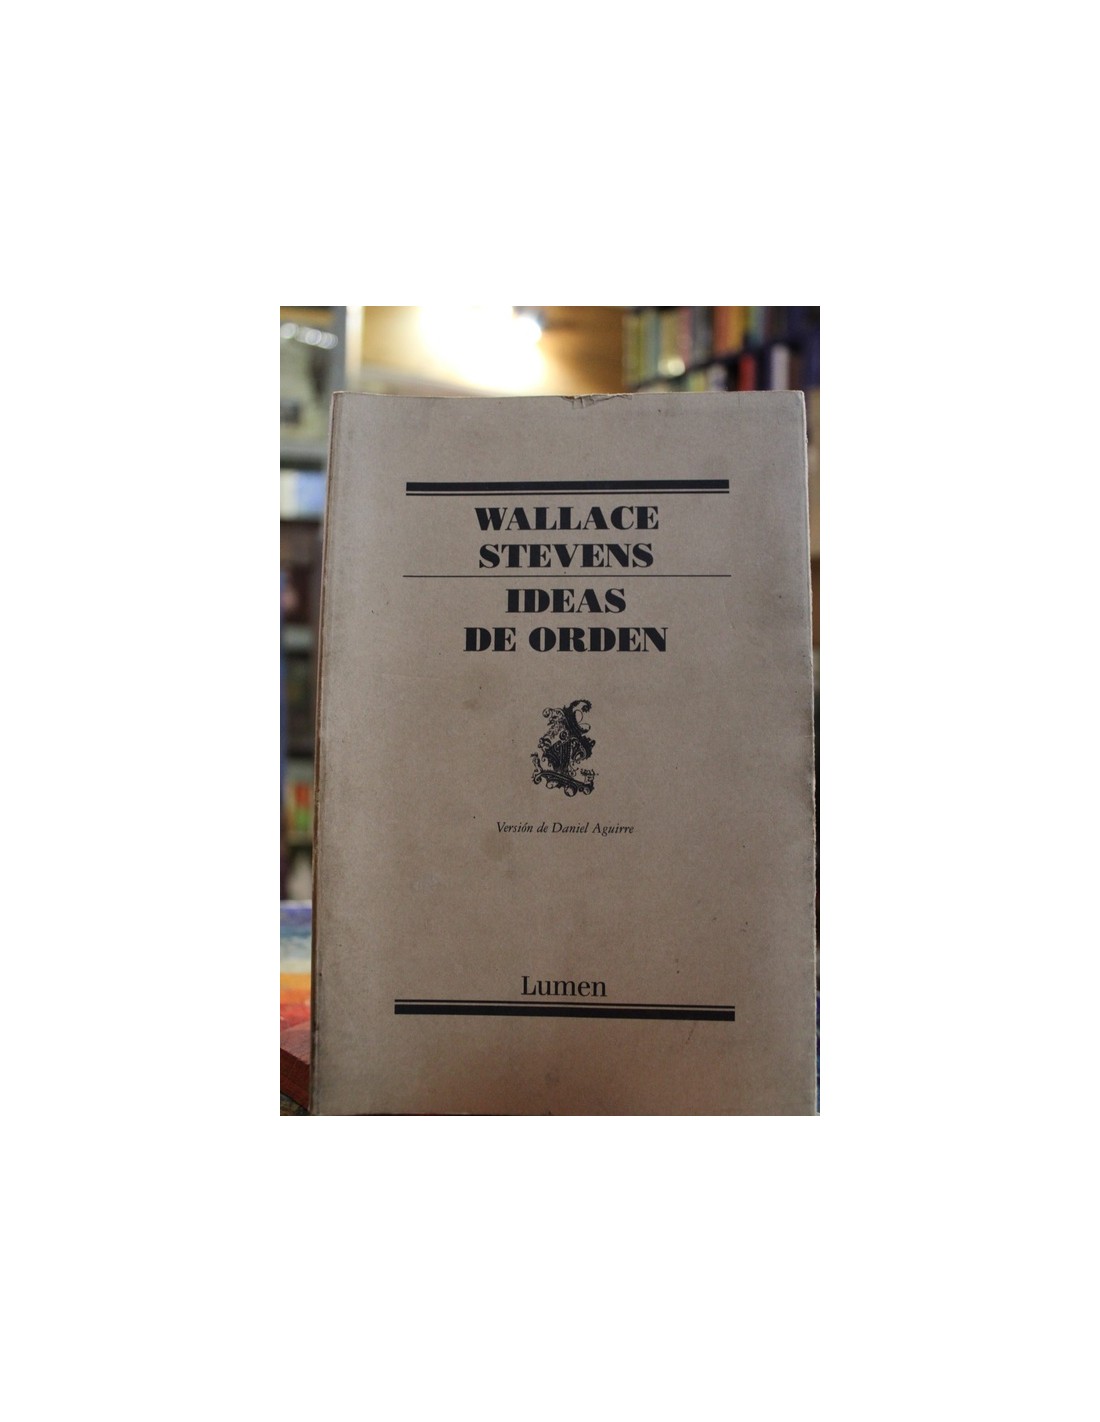 WALLACE
STEVENS
IDEAS
DE ORDEN
Versión de Daniel Aguirre
Lumen